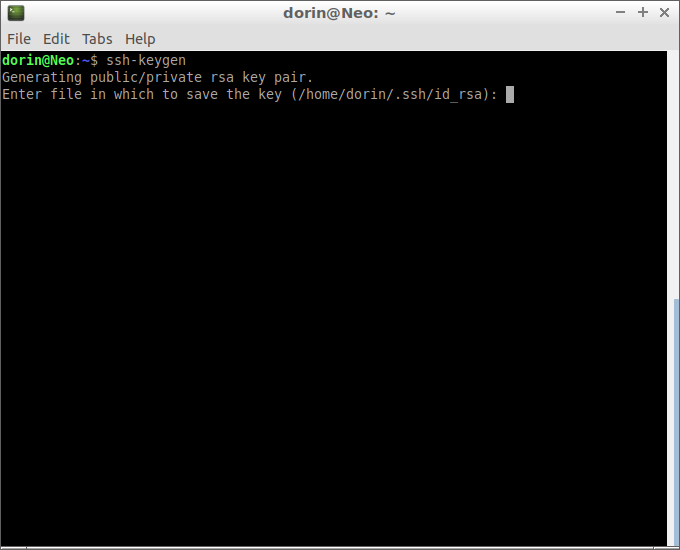 dorin@Neo: ~
File Edit Tabs Help
dorin@Neo:~$ ssh-keygen
Generating public/private rsa key pair.
Enter file in which to save the key (/home/dorin/.ssh/id_rsa):